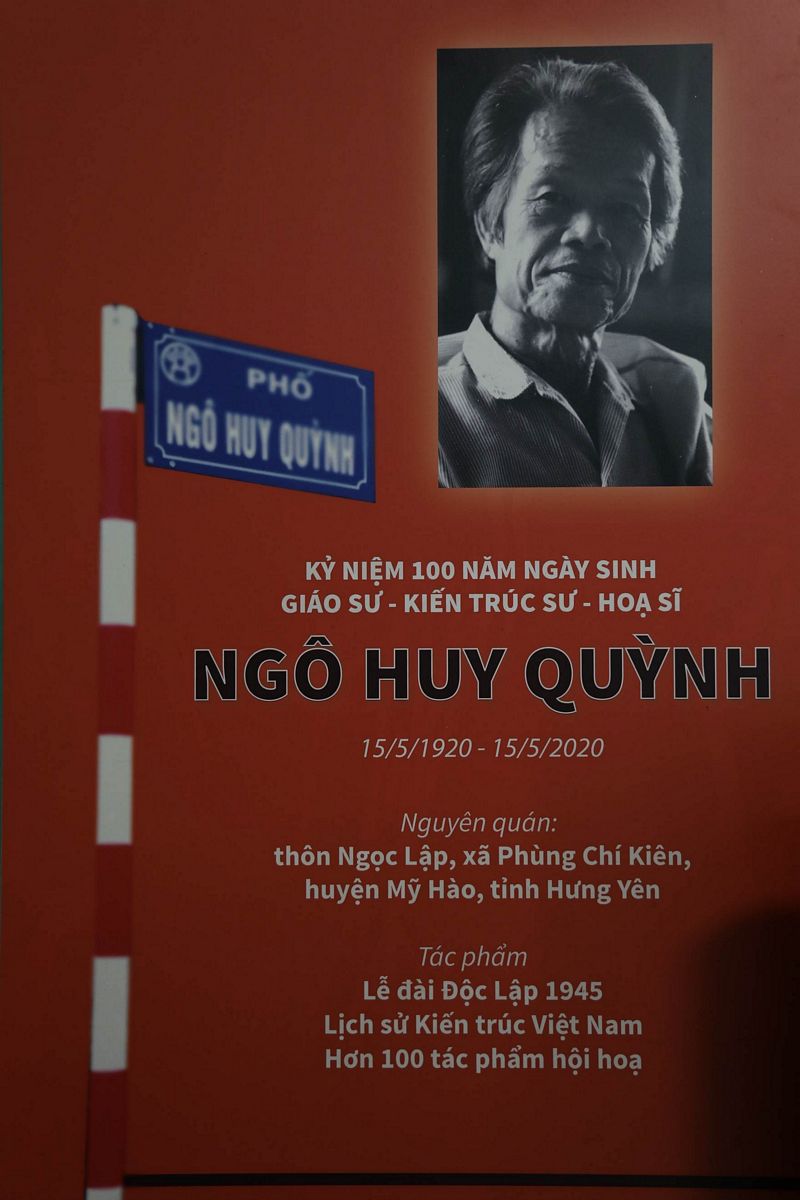 PHỐ
NGÔ HUY QUỲNH
KỶ NIỆM 100 NĂM NGÀY SINH
GIÁO SƯ - KIẾN TRÚC SƯ - HOẠ SĨ
NGÔ HUY QUỲNH
15/5/1920 - 15/5/2020
Nguyên quán:
thôn Ngọc Lập, xã Phùng Chí Kiên,
huyện Mỹ Hào, tỉnh Hưng Yên
Tác phẩm
Lễ đài Độc Lập 1945
Lịch sử Kiến trúc Việt Nam
Hơn 100 tác phẩm hội hoạ